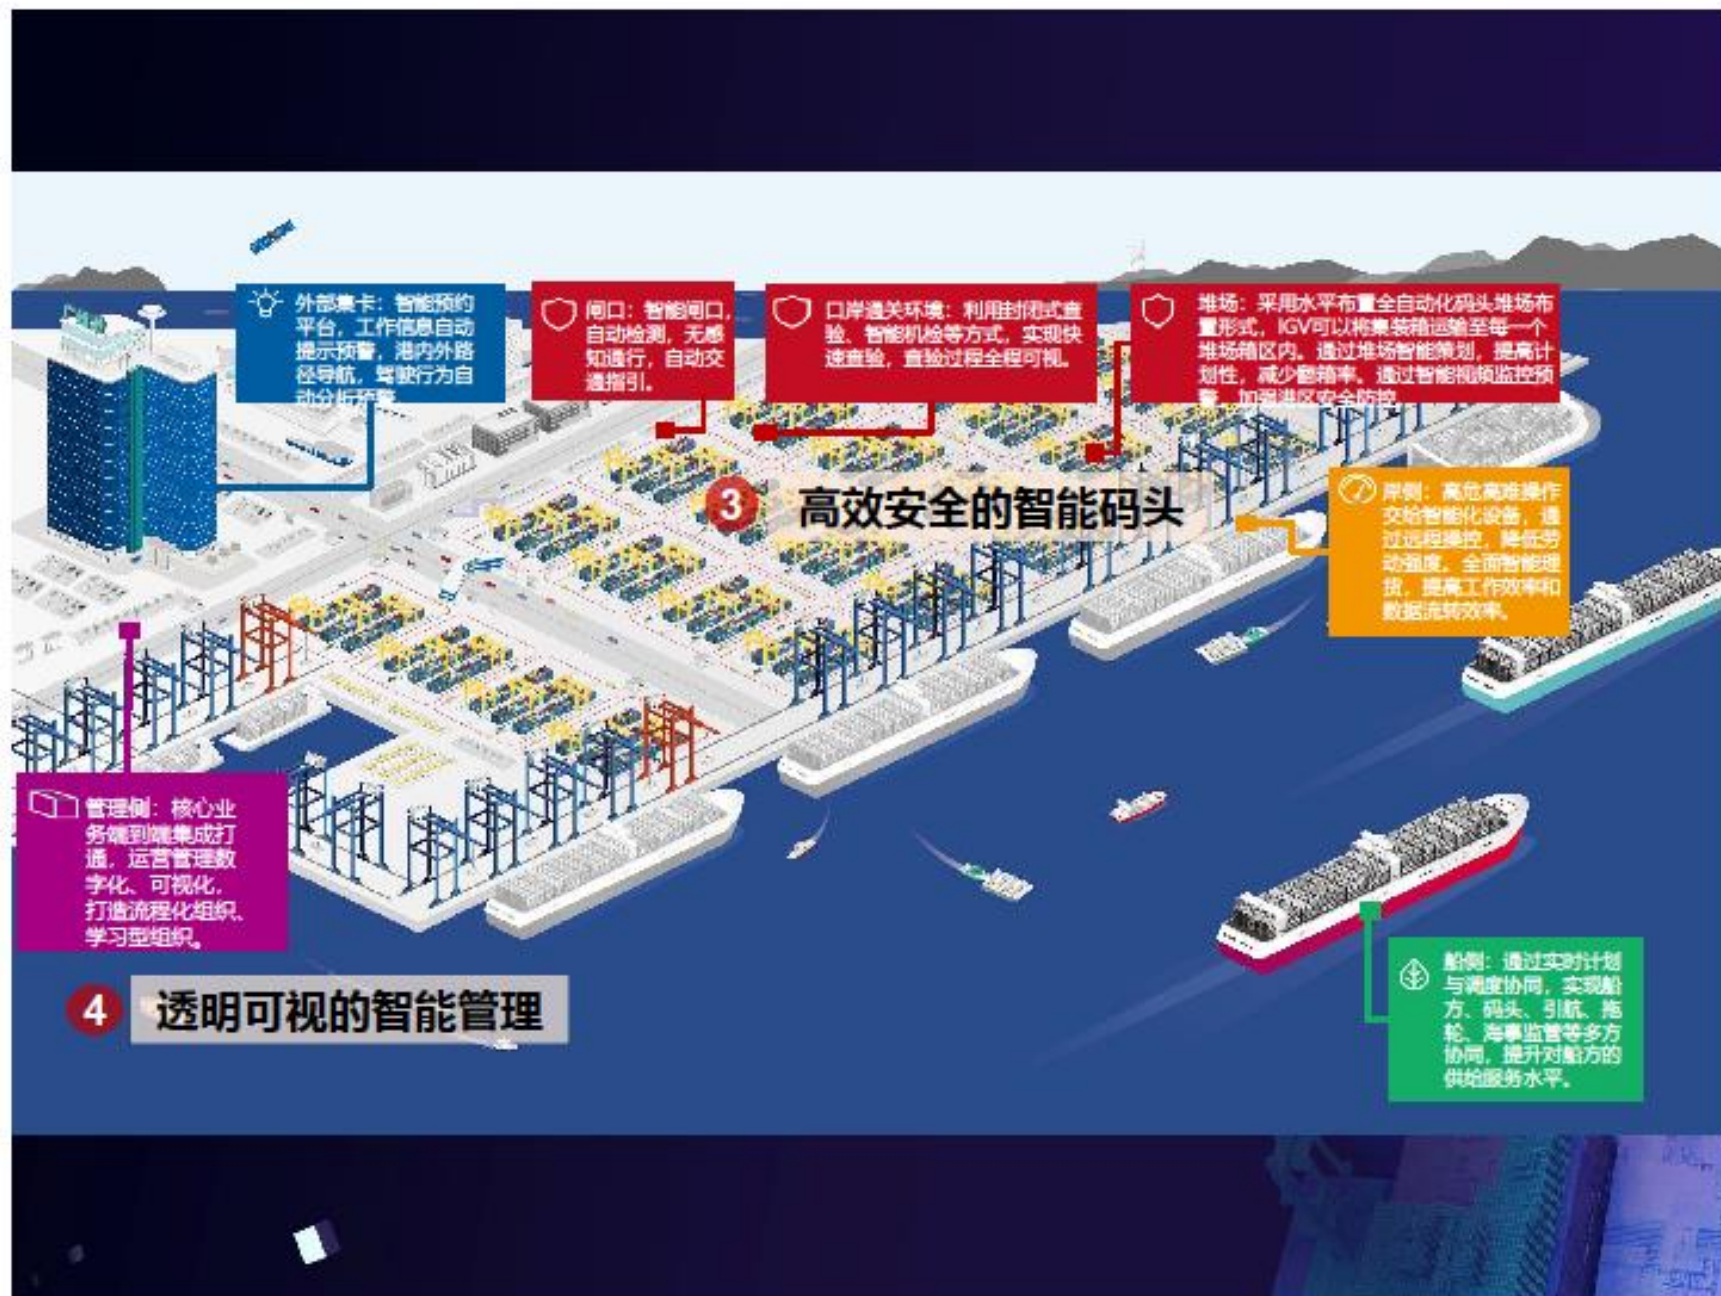 外部集卡：智能预约
平台，工作信息自动
提示预警，港内外路
径导航，驾驶行为自
动分析预警
闸口：智能闸口，
自动检测，无感
知通行，自动交
通指引。
口岸通关环境：利用封闭式查
验、智能机检等方式，实现快
速查验，查验过程全程可视。
堆场：采用水平布置全自动化码头堆场布
置形式，IGV可以将集装箱运输至每一个
堆场箱区内。通过堆场智能策划，提高计
划性，减少翻箱率。通过智能视频监控预
警，加强港区安全防控
3 高效安全的智能码头
岸侧：高危高难操作
交给智能化设备，通
过远程操控，降低劳
动强度。全面智能理
货，提高工作效率和
数据流转效率。
管理侧：核心业
务端到端集成打
通，运营管理数
字化、可视化，
打造流程化组织、
学习型组织。
4 透明可视的智能管理
船侧：通过实时计划
与调度协同，实现船
方、码头、引航、拖
轮、海事监管等多方
协同，提升对船方的
供给服务水平。